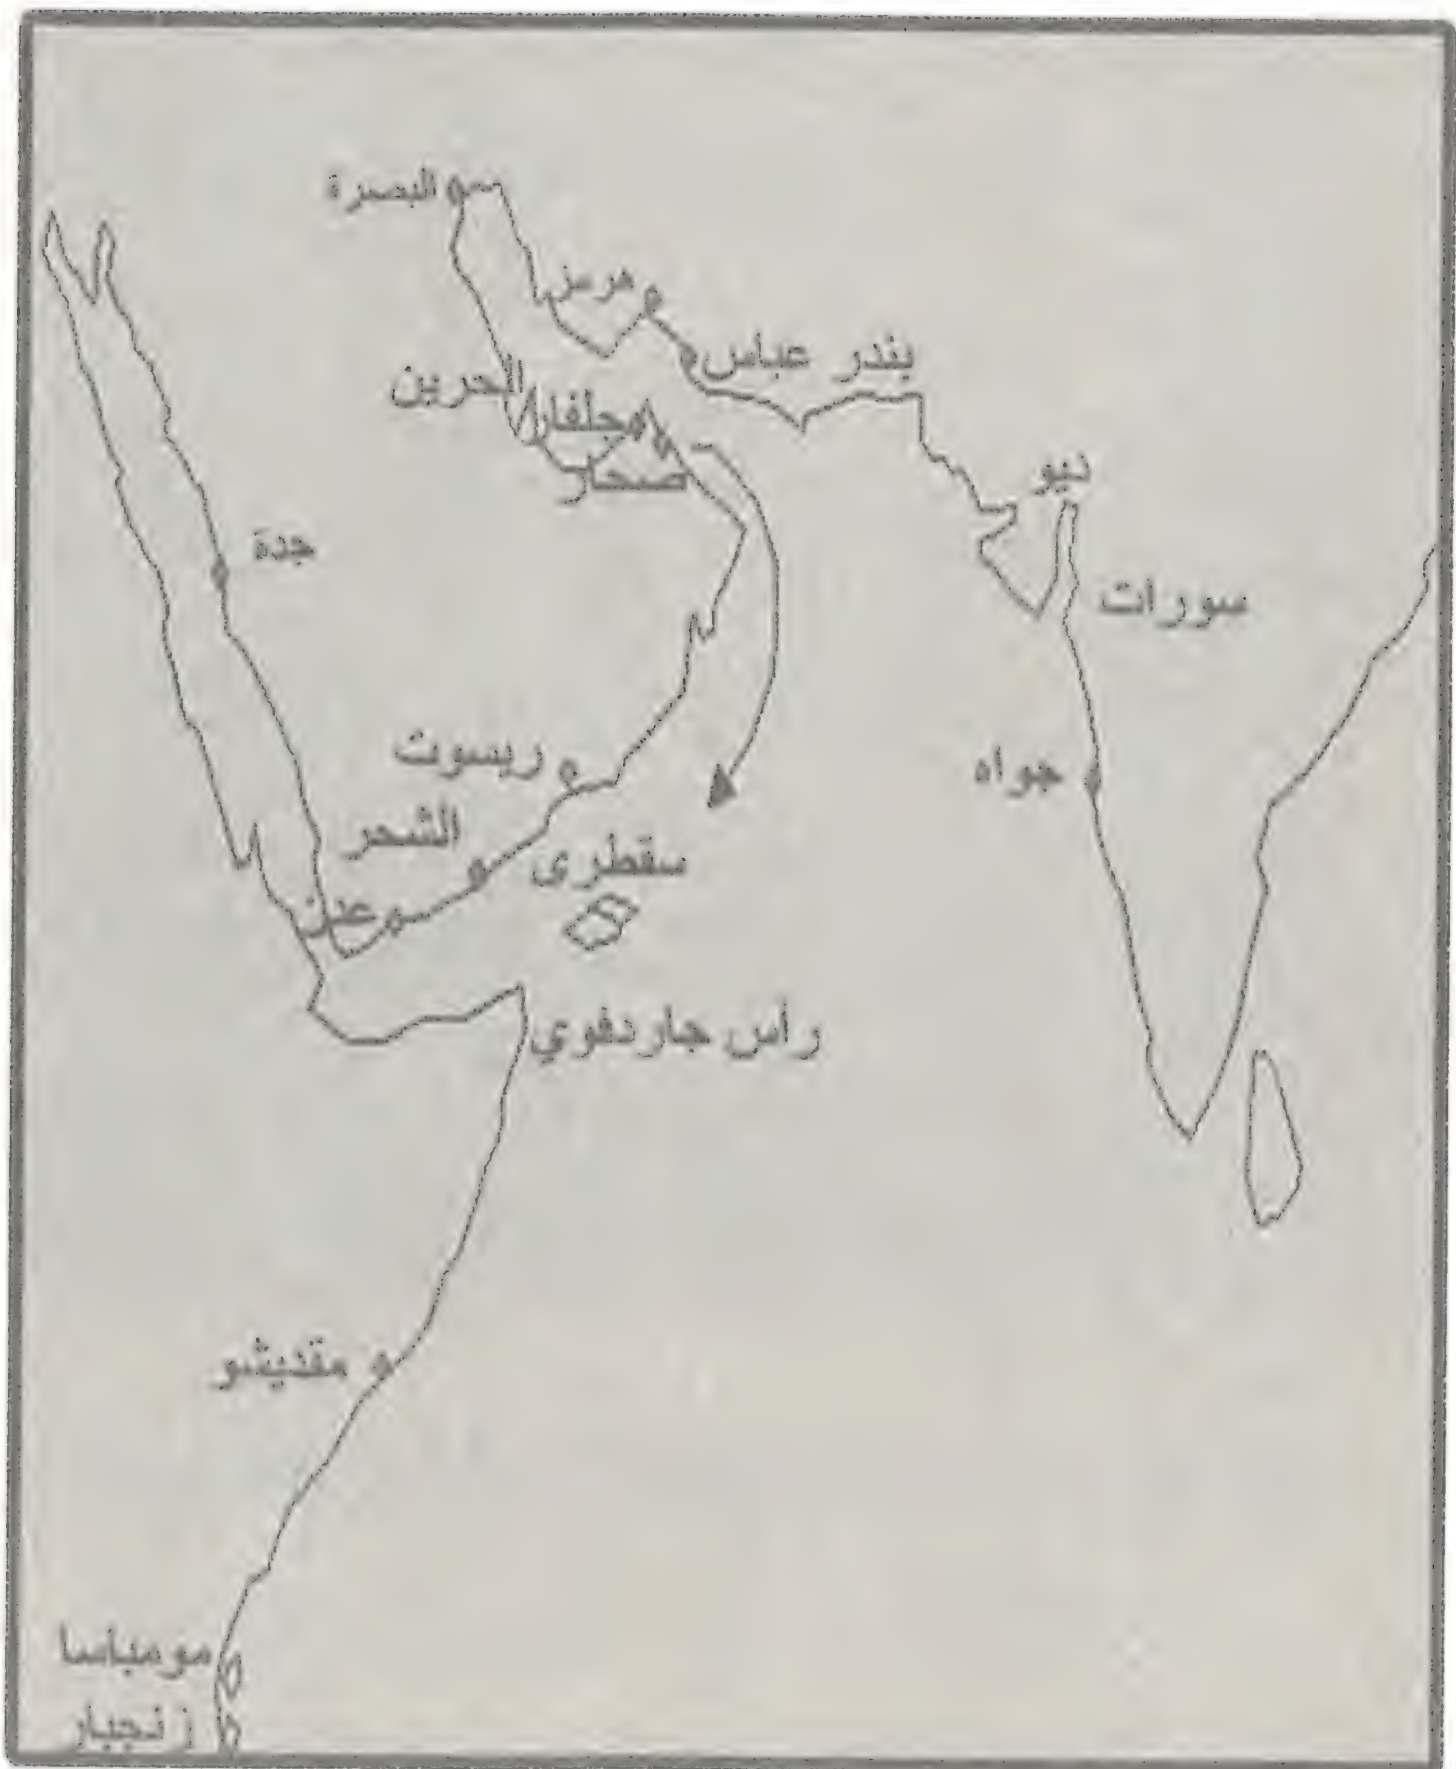 البصرة
هرمز
بندر عباس
البحرين
جلفار
صحار
ديو
جدة
سورات
ريسوت
جواه
الشحر
سقطرى
عدن
رأس جاردفوي
مقديشو
مومباسا
زنجبار